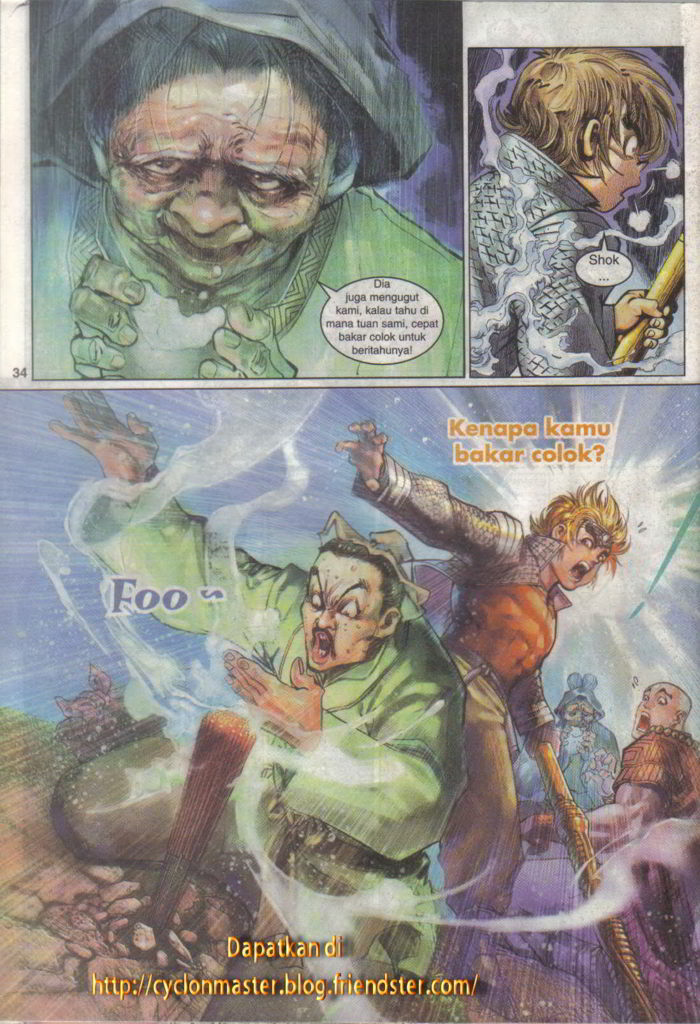 Dia
juga mengugut
kami, kalau tahu di
mana tuan sami, cepat
bakar colok untuk
beritahunya!
Shok
...
34
Kenapa kamu
bakar colok?
Foo ~
Dapatkan di
http://cyclonmaster.blog.friendster.com/